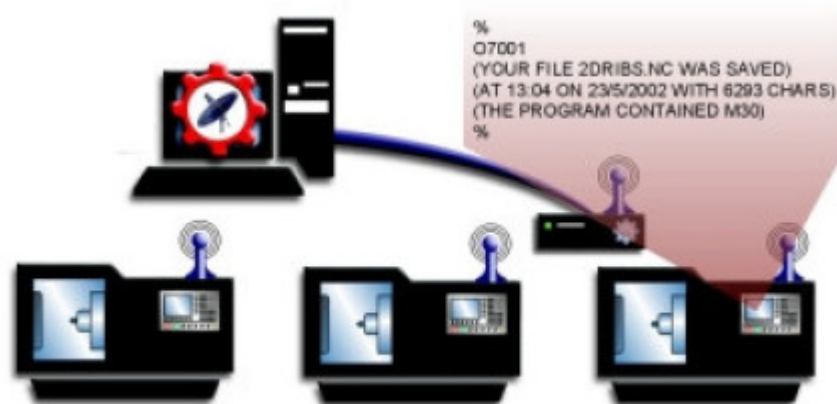 %
O7001
(YOUR FILE 2DRIBS.NC WAS SAVED)
(AT 13:04 ON 23/5/2002 WITH 6293 CHARS)
(THE PROGRAM CONTAINED M30)
%